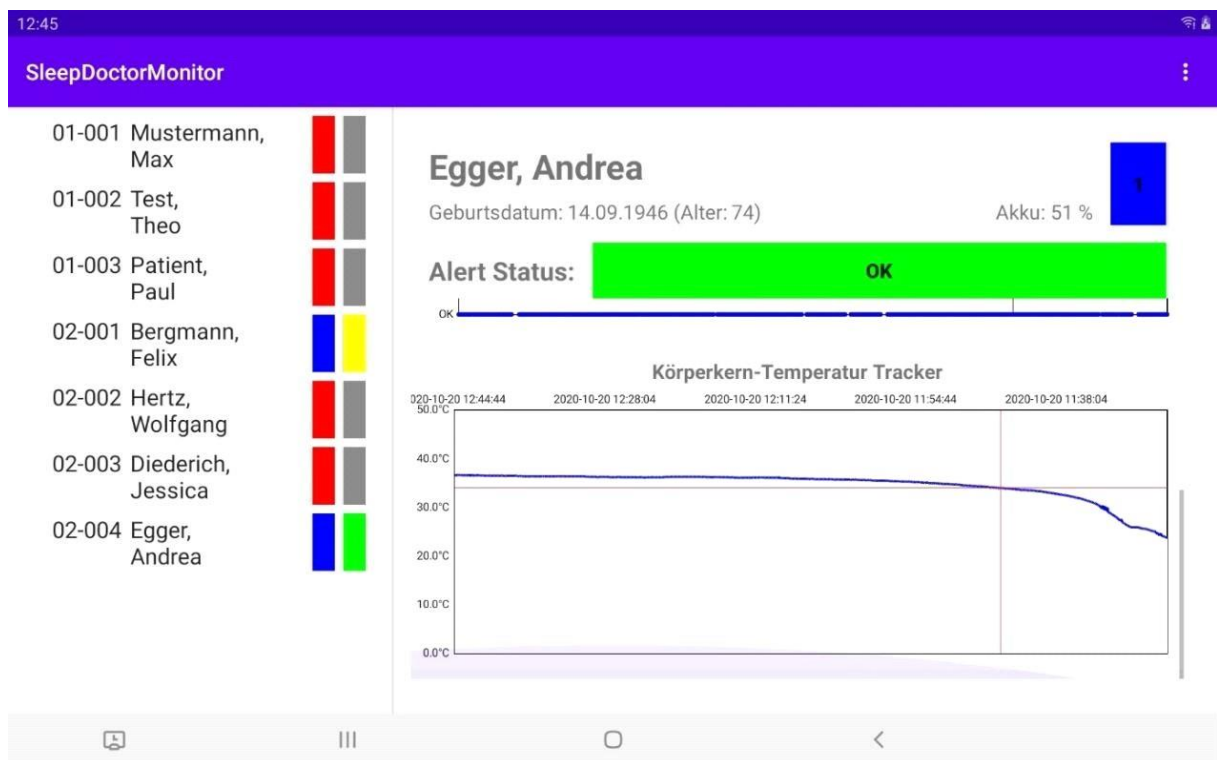 12:45
SleepDoctorMonitor
01-001 Mustermann,
Max
01-002 Test,
Theo
01-003 Patient,
Paul
02-001 Bergmann,
Felix
02-002 Hertz,
Wolfgang
02-003 Diederich,
Jessica
02-004 Egger,
Andrea
Egger, Andrea
1
Geburtsdatum: 14.09.1946 (Alter: 74) Akku: 51 %
Alert Status: OK
OK
Körperkern-Temperatur Tracker
020-10-20 12:44:44 2020-10-20 12:28:04 2020-10-20 12:11:24 2020-10-20 11:54:44 2020-10-20 11:38:04
50.0°C
40.0°C
30.0°C
20.0°C
10.0°C
0.0°C